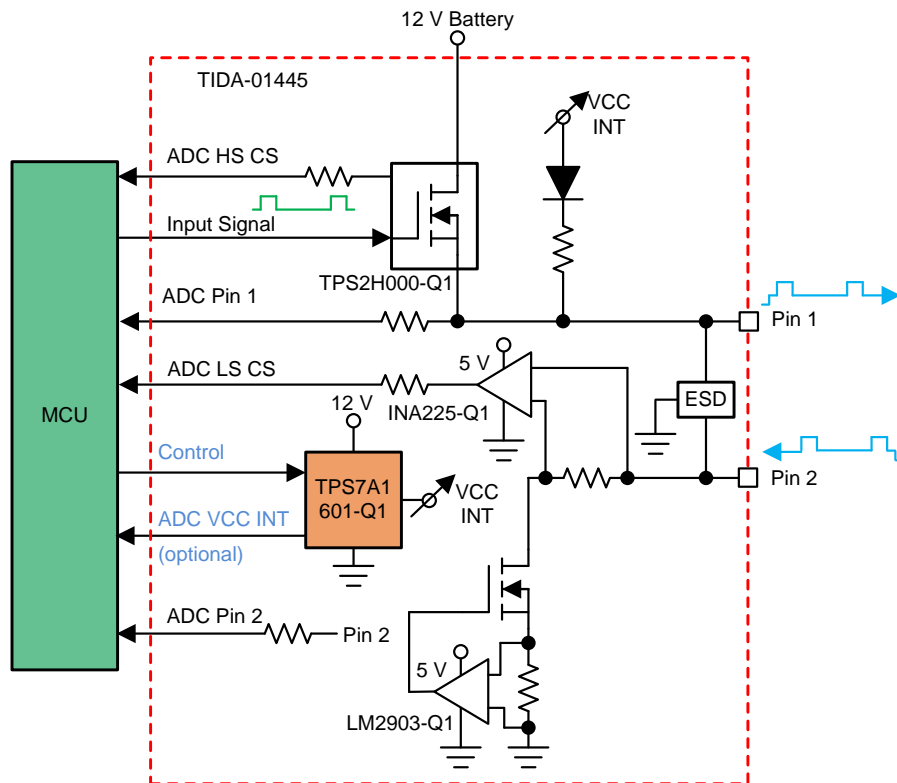 12 V Battery
TIDA-01445
VCC
INT
ADC HS CS
Input Signal
TPS2H000-Q1
ADC Pin 1
Pin 1
ADC LS CS
5 V
INA225-Q1
ESD
MCU
12 V
Control
TPS7A1
601-Q1
VCC
INT
Pin 2
ADC VCC INT
(optional)
ADC Pin 2
Pin 2
5 V
LM2903-Q1